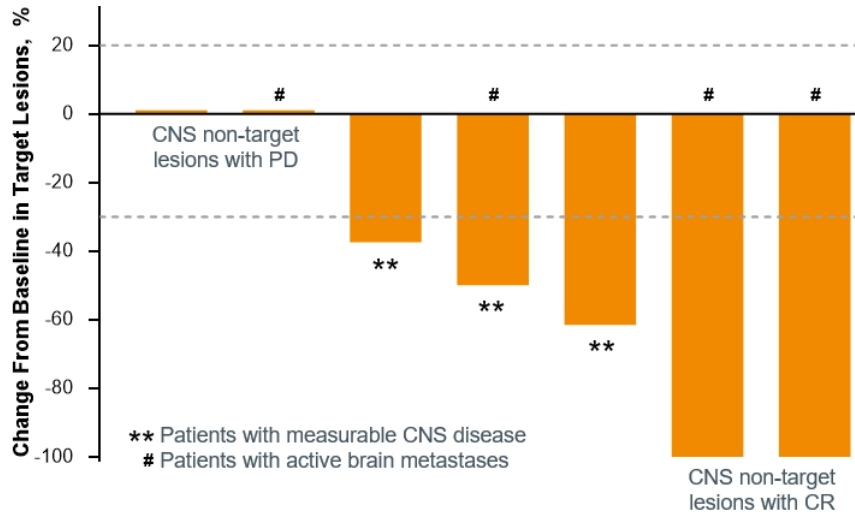 Change From Baseline in Target Lesions, %
20
0
-20
-40
-60
-80
-100
# # # #
CNS non-target
lesions with PD
**
**
**
** Patients with measurable CNS disease
# Patients with active brain metastases
CNS non-target
lesions with CR